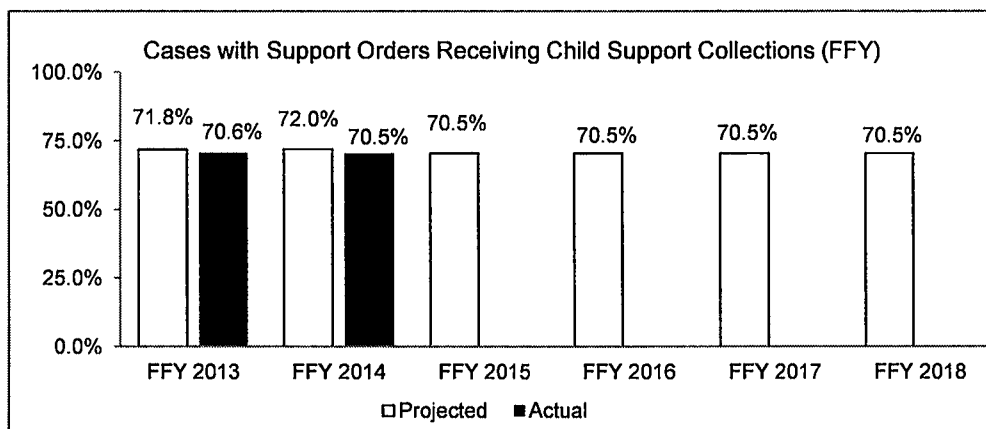 Cases with Support Orders Receiving Child Support Collections (FFY)
100.0%
75.0%
50.0%
25.0%
0.0%
71.8%
70.6%
72.0%
70.5%
70.5%
70.5%
70.5%
70.5%
FFY 2013
FFY 2014
FFY 2015
FFY 2016
FFY 2017
FFY 2018
Projected
Actual